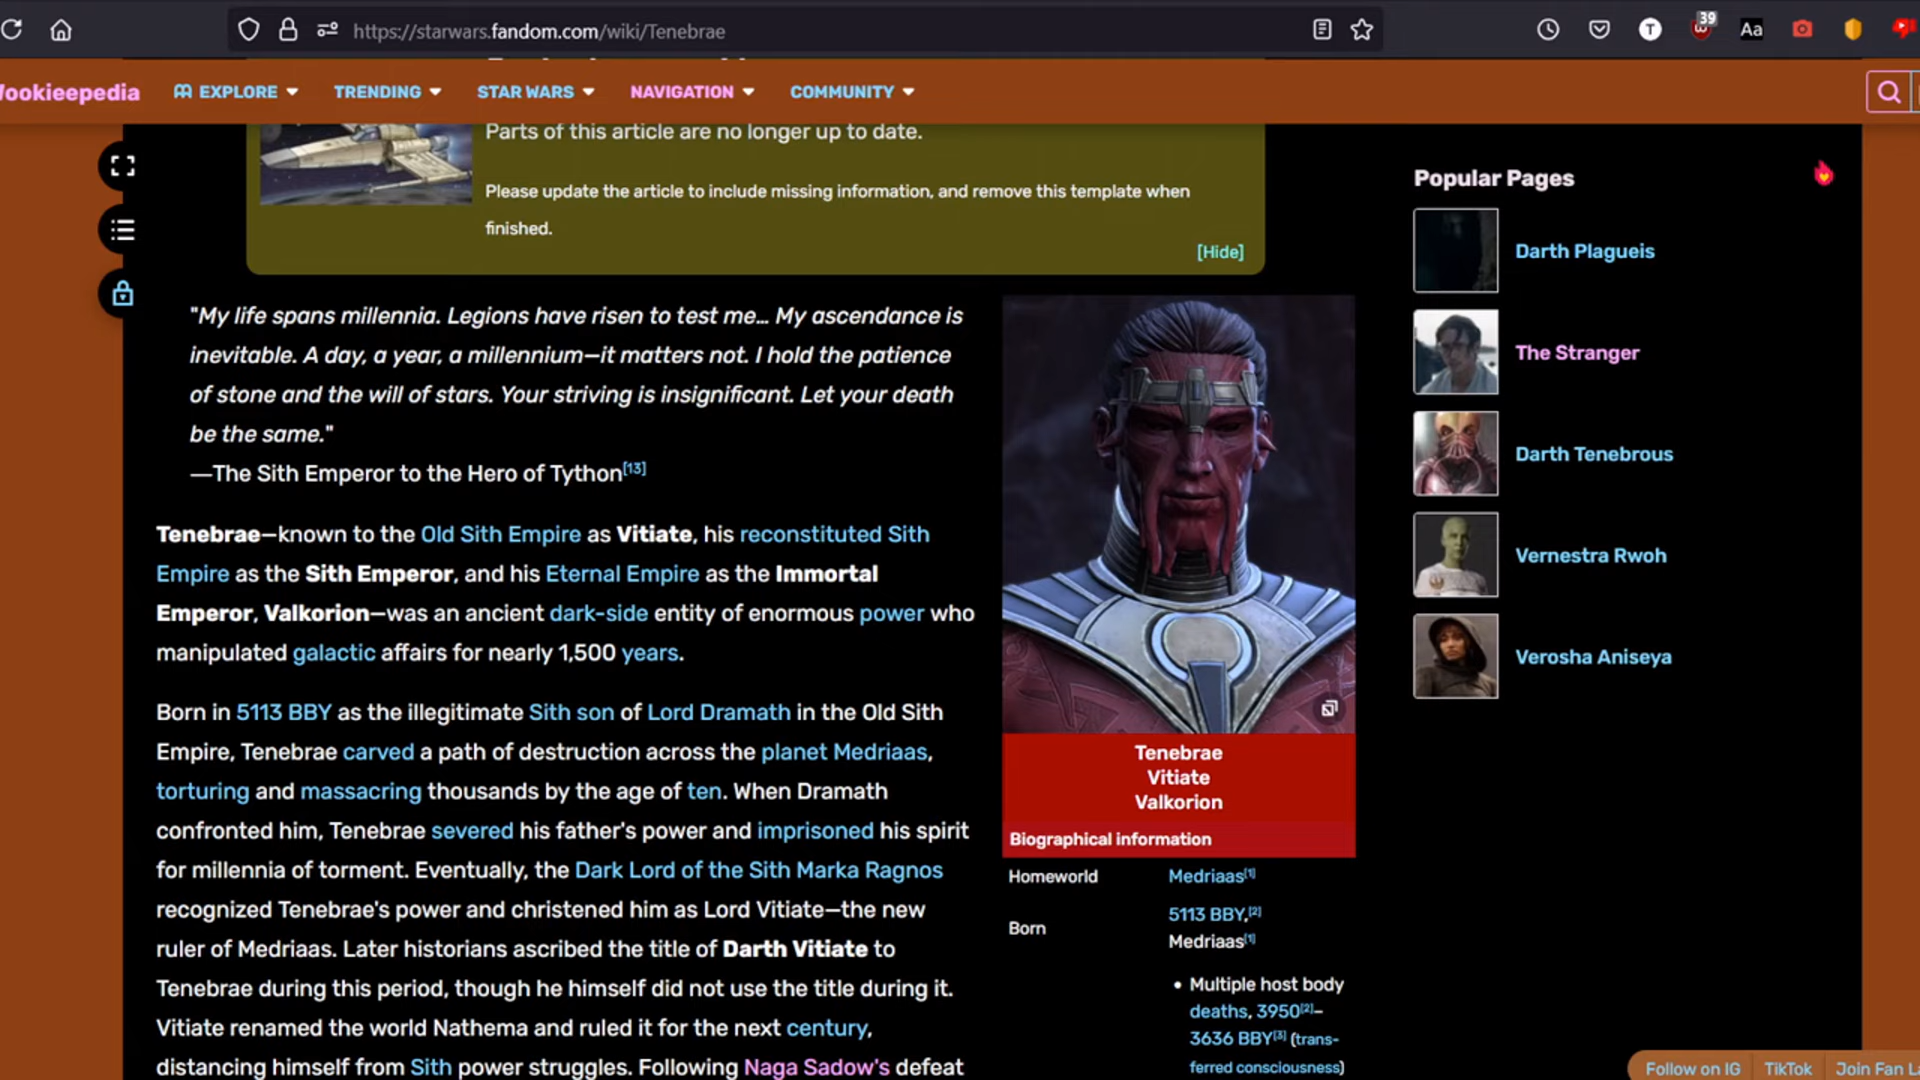 https://starwars.fandom.com/wiki/Tenebrae
39
T
Aa
ookieepedia
EXPLORE
TRENDING
STAR WARS
NAVIGATION
COMMUNITY
Parts of this article are no longer up to date.
Please update the article to include missing information, and remove this template when
finished.
[Hide]
"My life spans millennia. Legions have risen to test me… My ascendance is
inevitable. A day, a year, a millennium—it matters not. I hold the patience
of stone and the will of stars. Your striving is insignificant. Let your death
be the same."
—The Sith Emperor to the Hero of Tython[13]
Tenebrae—known to the Old Sith Empire as Vitiate, his reconstituted Sith
Empire as the Sith Emperor, and his Eternal Empire as the Immortal
Emperor, Valkorion—was an ancient dark-side entity of enormous power who
manipulated galactic affairs for nearly 1,500 years.
Born in 5113 BBY as the illegitimate Sith son of Lord Dramath in the Old Sith
Empire, Tenebrae carved a path of destruction across the planet Medriaas,
torturing and massacring thousands by the age of ten. When Dramath
confronted him, Tenebrae severed his father's power and imprisoned his spirit
for millennia of torment. Eventually, the Dark Lord of the Sith Marka Ragnos
recognized Tenebrae's power and christened him as Lord Vitiate—the new
ruler of Medriaas. Later historians ascribed the title of Darth Vitiate to
Tenebrae during this period, though he himself did not use the title during it.
Vitiate renamed the world Nathema and ruled it for the next century,
distancing himself from Sith power struggles. Following Naga Sadow's defeat
Tenebrae
Vitiate
Valkorion
Biographical information
Homeworld
Medriaas[1]
Born
5113 BBY,[2]
Medriaas[1]
• Multiple host body
deaths, 3950[2]–
3636 BBY[3] (trans-
ferred consciousness)
Popular Pages
Darth Plagueis
The Stranger
Darth Tenebrous
Vernestra Rwoh
Verosha Aniseya
Follow on IG
TikTok
Join Fan La